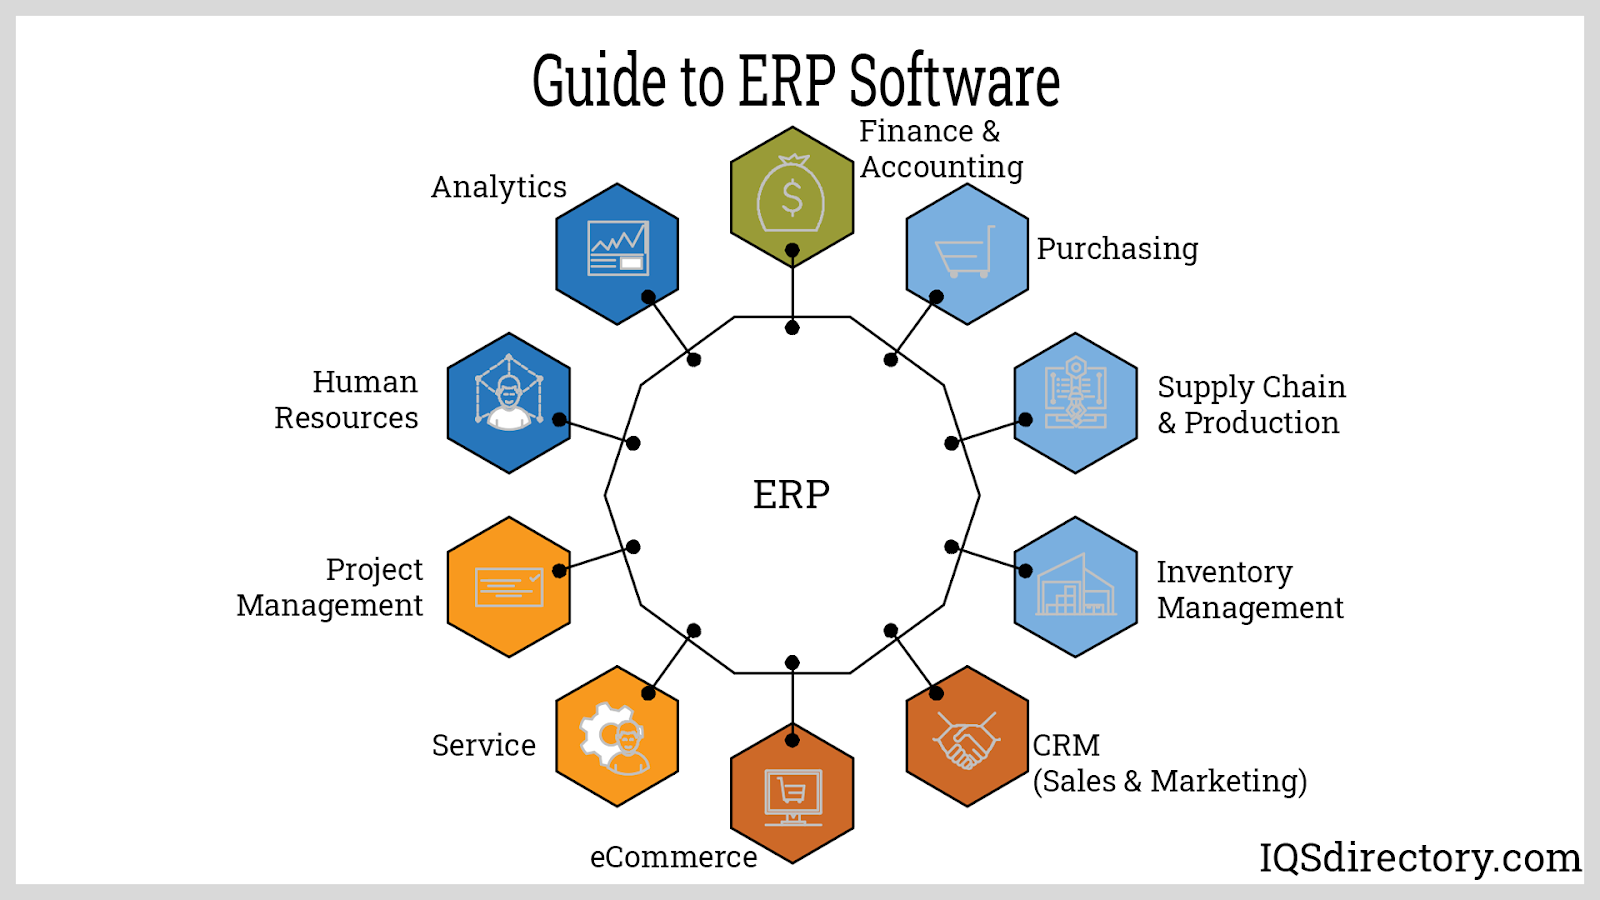 Guide to ERP Software
Finance &
Accounting
Analytics
Purchasing
Human
Resources
Supply Chain
& Production
ERP
Project
Management
Inventory
Management
Service
CRM
(Sales & Marketing)
eCommerce
IQSdirectory.com
$